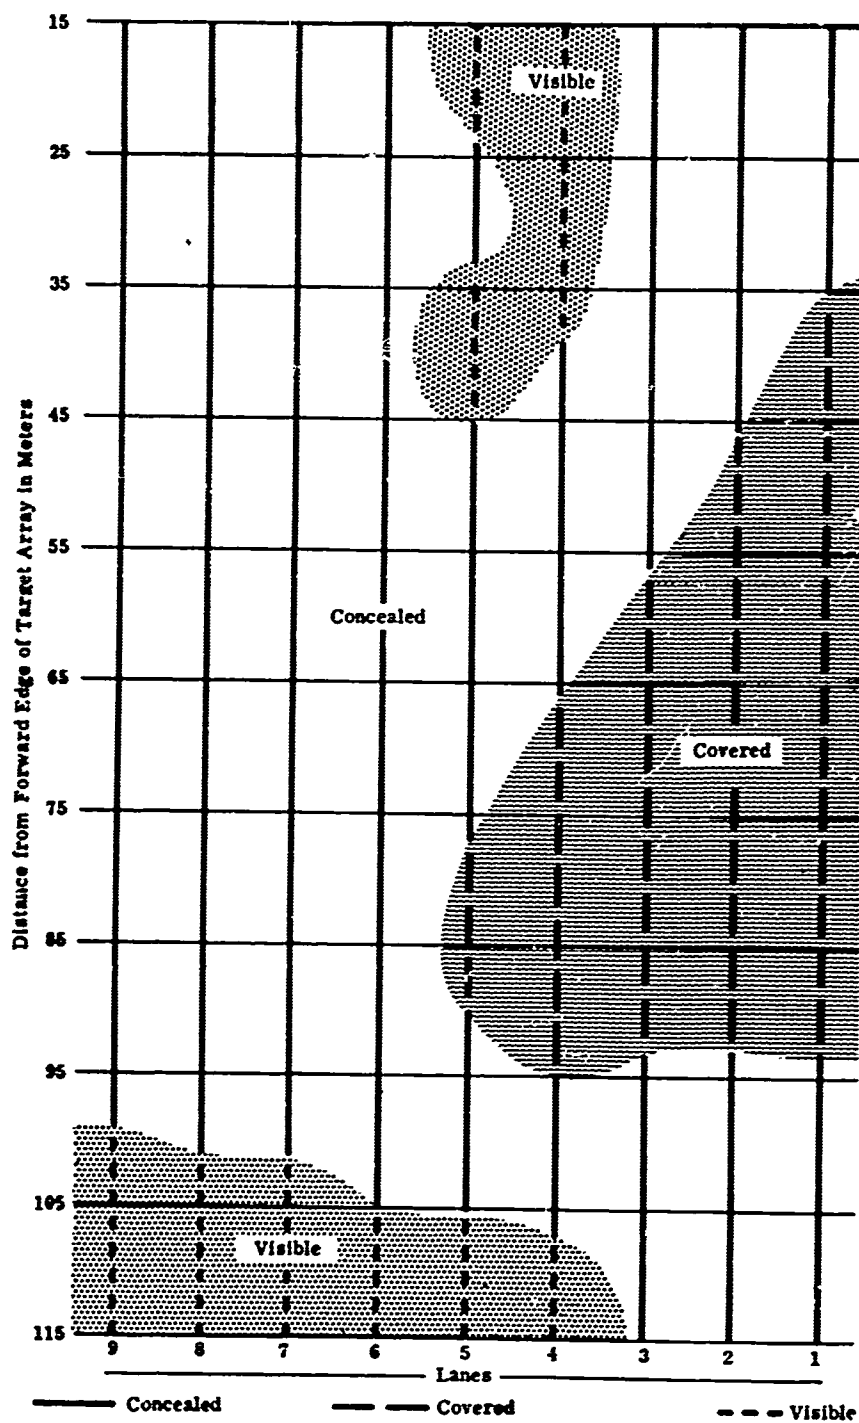 15
Visible
25
35
45
Distance from Forward Edge of Target Array in Meters
55
Concealed
65
Covered
75
85
95
105
Visible
115
9 8 7 6 5 4 3 2 1
Lanes
Concealed Covered Visible